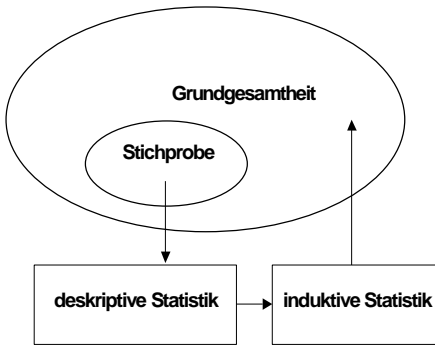 Grundgesamtheit
Stichprobe
deskriptive Statistik
induktive Statistik